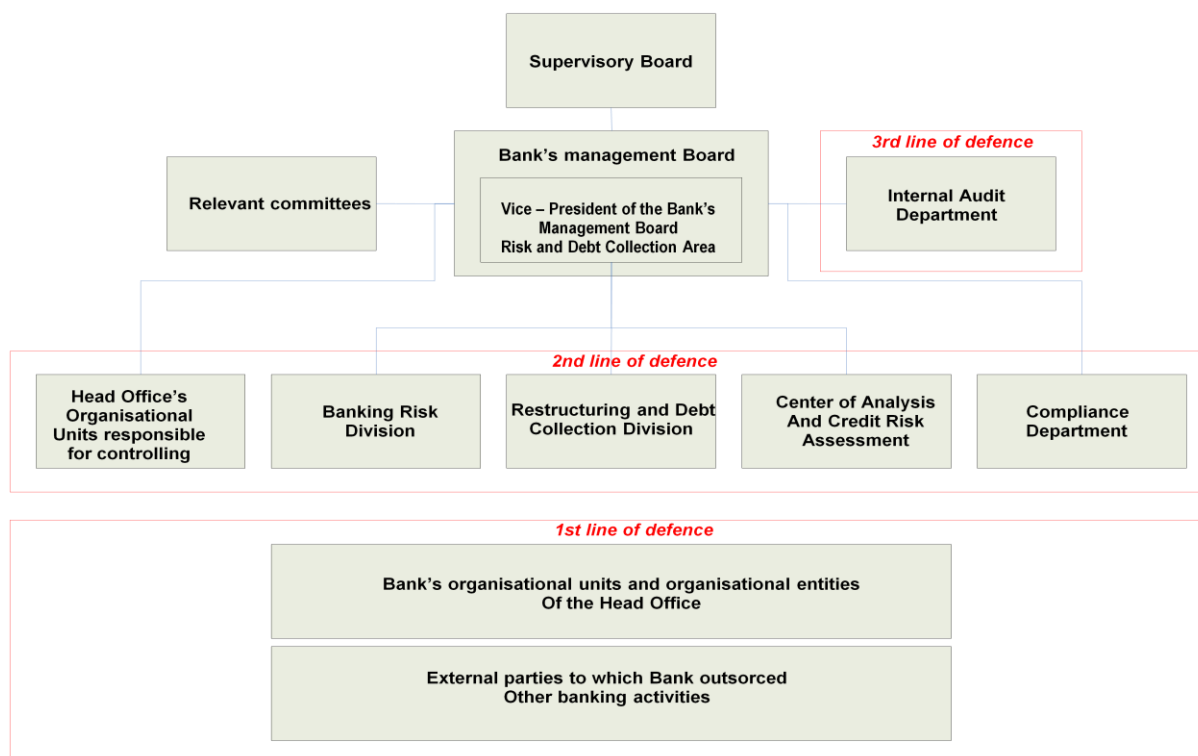 Supervisory Board
Bank's management Board
Vice – President of the Bank's
Management Board
Risk and Debt Collection Area
Relevant committees
3rd line of defence
Internal Audit
Department
2nd line of defence
Head Office's
Organisational
Units responsible
for controlling
Banking Risk
Division
Restructuring and Debt
Collection Division
Center of Analysis
And Credit Risk
Assessment
Compliance
Department
1st line of defence
Bank's organisational units and organisational entities
Of the Head Office
External parties to which Bank outsorced
Other banking activities